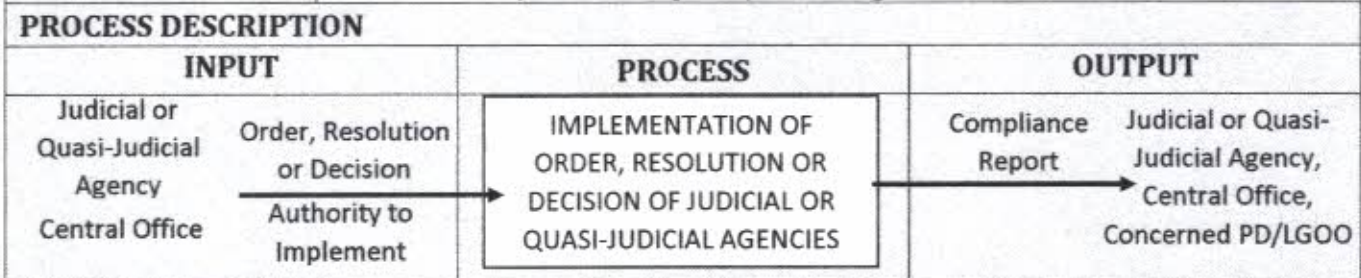 PROCESS DESCRIPTION
INPUT
PROCESS
OUTPUT
Judicial or
Quasi-Judicial
Agency
Central Office
Order, Resolution
or Decision
Authority to
Implement
IMPLEMENTATION OF
ORDER, RESOLUTION OR
DECISION OF JUDICIAL OR
QUASI-JUDICIAL AGENCIES
Compliance
Report
Judicial or Quasi-
Judicial Agency,
Central Office,
Concerned PD/LGOO